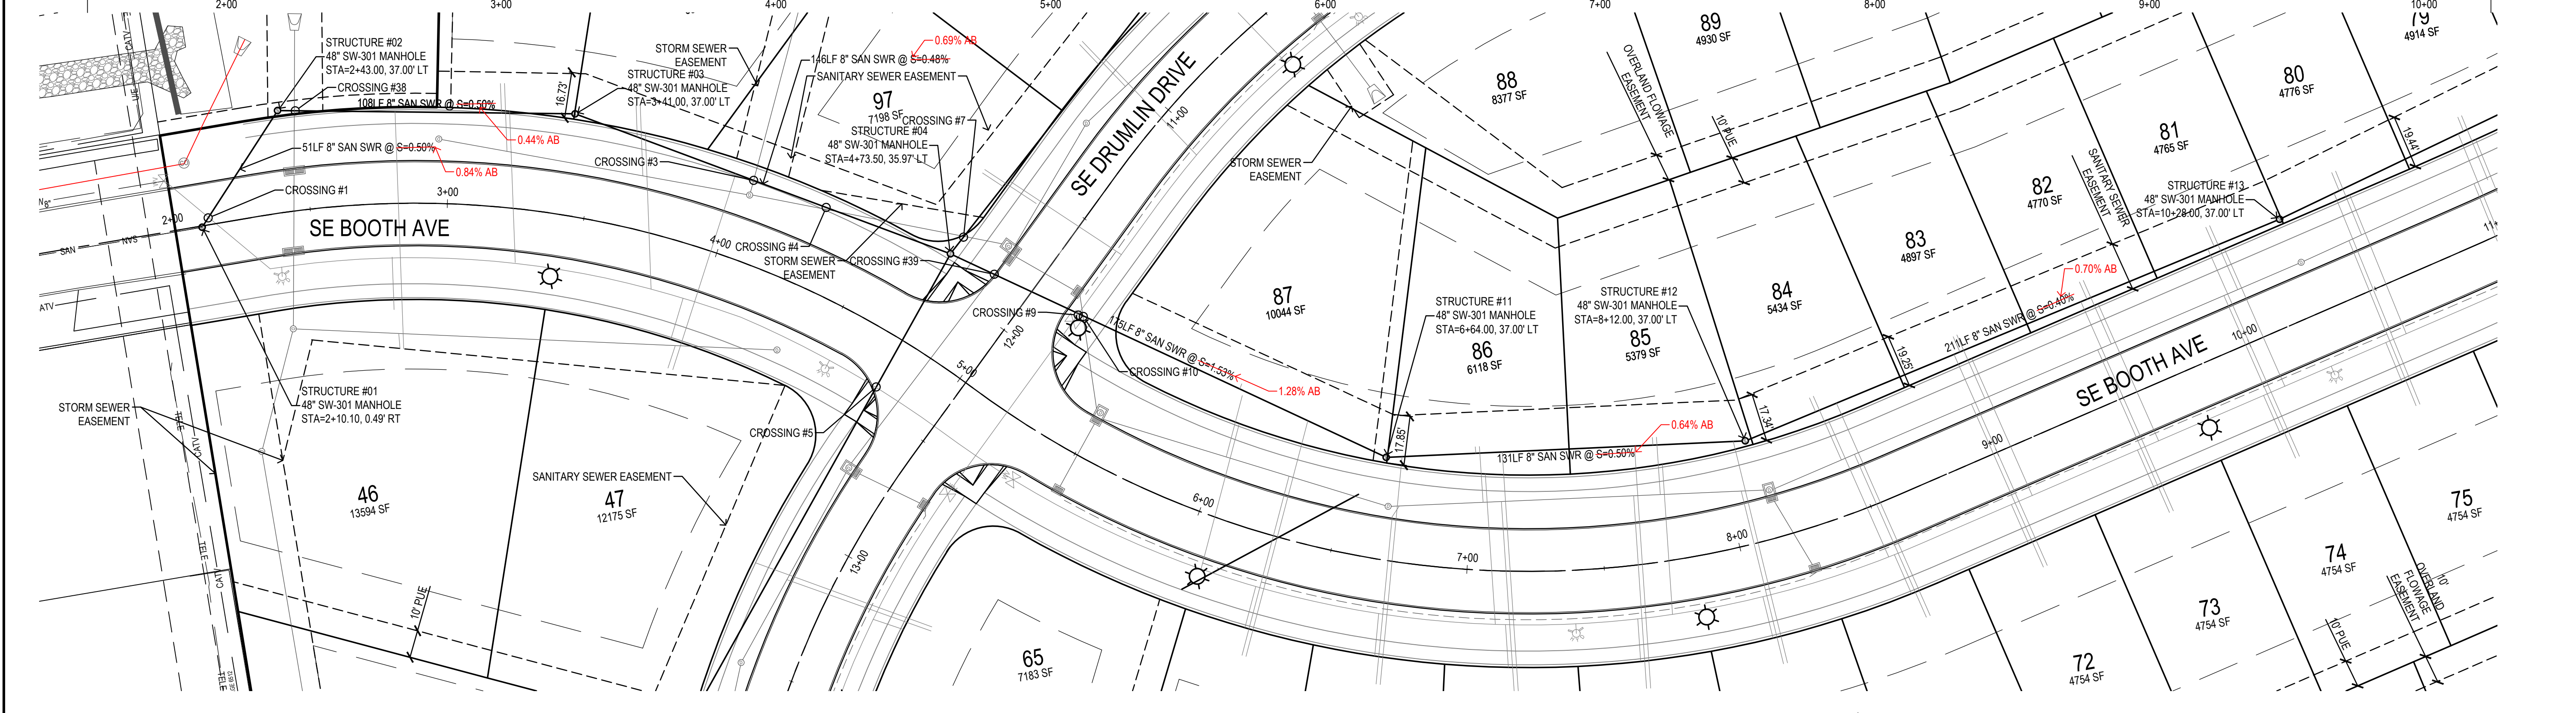 2+00
3+00
4+00
5+00
6+00
7+00
8+00
9+00
10+00
CATV
UE
STRUCTURE #02
48" SW-301 MANHOLE
STA=2+43.00, 37.00' LT
CROSSING #38
108LF 8" SAN SWR @ S=0.50%
0.44% AB
51LF 8" SAN SWR @ S=0.50%
0.84% AB
CROSSING #1
16.73'
STORM SEWER
EASEMENT
STRUCTURE #03
48" SW-301 MANHOLE
STA=3+41.00, 37.00' LT
CROSSING #3
146LF 8" SAN SWR @ S=0.48%
0.69% AB
SANITARY SEWER EASEMENT
97
7198 SF
CROSSING #7
STRUCTURE #04
48" SW-301 MANHOLE
STA=4+73.50, 35.97' LT
SE DRUMLIN DRIVE
11+00
12+00
13+00
CROSSING #4
STORM SEWER
EASEMENT
CROSSING #39
CROSSING #9
CROSSING #10
CROSSING #5
SE BOOTH AVE
2+00
3+00
4+00
5+00
6+00
7+00
8+00
9+00
10+00
SAN
ATV
STRUCTURE #01
48" SW-301 MANHOLE
STA=2+10.10, 0.49' RT
STORM SEWER
EASEMENT
TELE
CATV
TELE
CATV
TELE
46
13594 SF
47
12175 SF
SANITARY SEWER EASEMENT
10' PUE
65
7183 SF
175LF 8" SAN SWR @ S=1.53%
1.28% AB
87
10044 SF
STORM SEWER
EASEMENT
88
8377 SF
89
4930 SF
OVERLAND FLOWAGE
EASEMENT
10' PUE
STRUCTURE #11
48" SW-301 MANHOLE
STA=6+64.00, 37.00' LT
86
6118 SF
17.85'
131LF 8" SAN SWR @ S=0.50%
0.64% AB
STRUCTURE #12
48" SW-301 MANHOLE
STA=8+12.00, 37.00' LT
85
5379 SF
17.34'
84
5434 SF
83
4897 SF
82
4770 SF
81
4765 SF
80
4776 SF
79
4914 SF
SANITARY SEWER
EASEMENT
STRUCTURE #13
48" SW-301 MANHOLE
STA=10+28.00, 37.00' LT
19.44'
19.25'
211LF 8" SAN SWR @ S=0.40%
0.70% AB
SE BOOTH AVE
75
4754 SF
74
4754 SF
73
4754 SF
72
4754 SF
10' PUE
10'
OVERLAND
FLOWAGE
EASEMENT